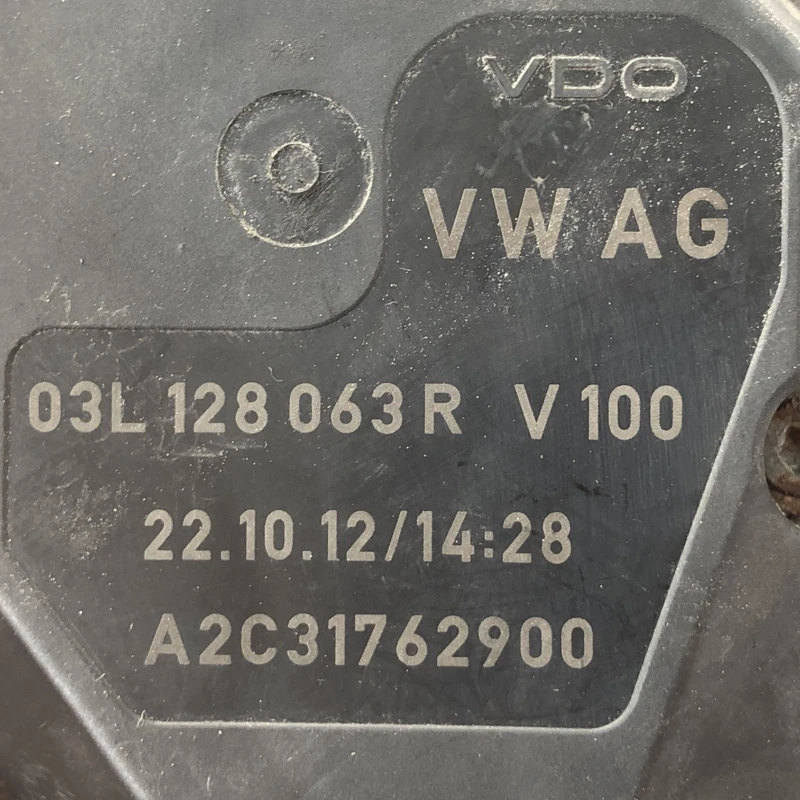 VDO
VW AG
03L 128 063 R V 100
22.10.12/14:28
A2C31762900